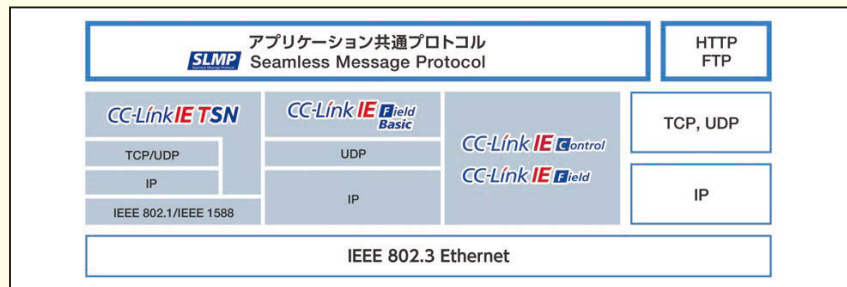 アプリケーション共通プロトコル
SLMP Seamless Message Protocol
HTTP
FTP
CC-Link IE TSN
TCP/UDP
IP
IEEE 802.1/IEEE 1588
CC-Link IE Field
Basic
UDP
IP
CC-Link IE Control
CC-Link IE Field
TCP, UDP
IP
IEEE 802.3 Ethernet